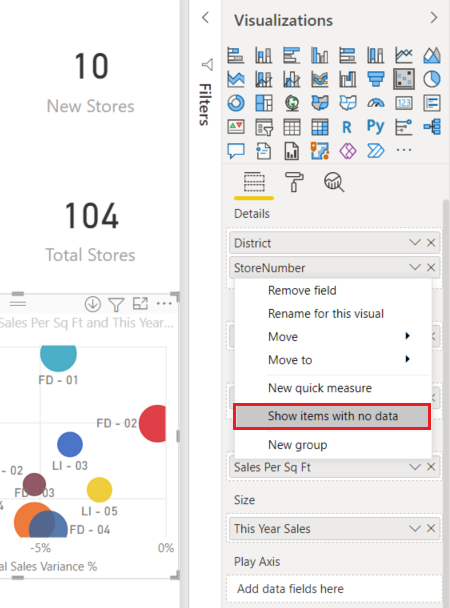 10
New Stores
104
Total Stores
Sales Per Sq Ft and This Year...
FD - 01
FD - 02
LI - 03
- 02
FD - 03
LI - 05
FD - 04
-5%
0%
al Sales Variance %
Filters
Visualizations
123
R
Py
Details
District
StoreNumber
Remove field
Rename for this visual
Move
Move to
New quick measure
Show items with no data
New group
Sales Per Sq Ft
Size
This Year Sales
Play Axis
Add data fields here